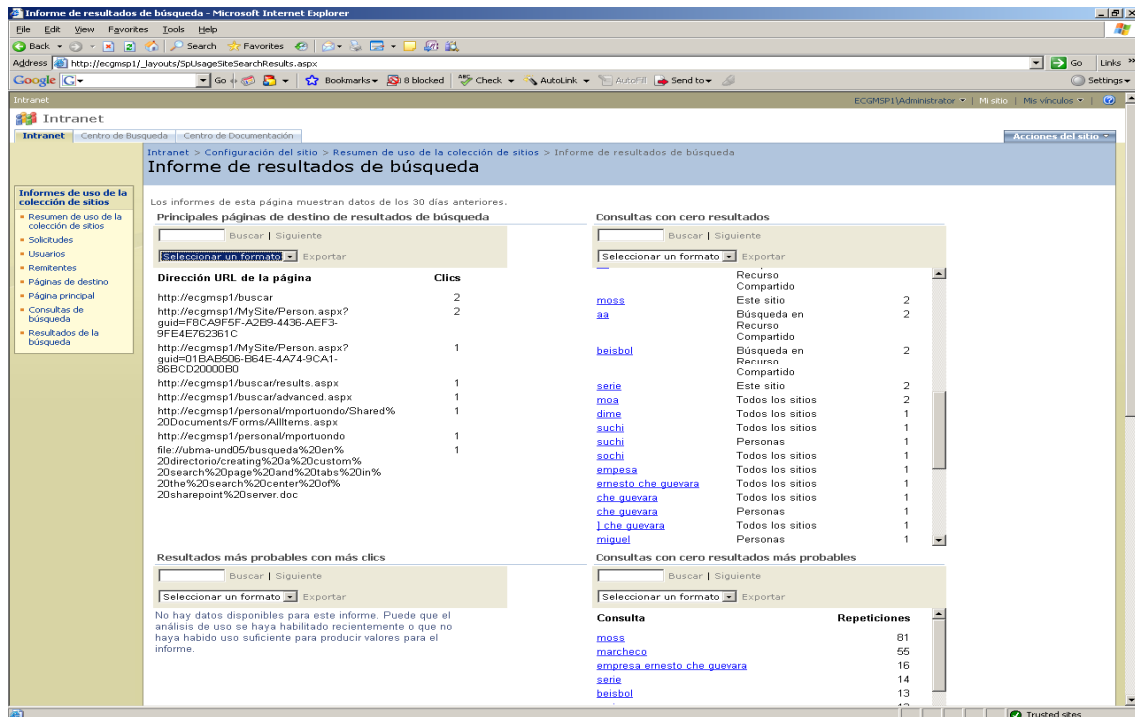 Informe de resultados de búsqueda - Microsoft Internet Explorer
File Edit View Favorites Tools Help
Back Search Favorites
Address http://ecgmsp1/_layouts/SpUsageSiteSearchResults.aspx Go Links »
Google G Go Bookmarks 8 blocked Check AutoLink AutoFill Send to Settings
Intranet ECGMSP1\Administrator | Mi sitio | Mis vínculos |
Intranet
Intranet Centro de Busqueda Centro de Documentación Acciones del sitio
Intranet > Configuración del sitio > Resumen de uso de la colección de sitios > Informe de resultados de búsqueda
Informe de resultados de búsqueda
Informes de uso de la
colección de sitios
Resumen de uso de la
colección de sitios
Solicitudes
Usuarios
Remitentes
Páginas de destino
Página principal
Consultas de
búsqueda
Resultados de la
búsqueda
Los informes de esta página muestran datos de los 30 días anteriores.
Principales páginas de destino de resultados de búsqueda
Buscar | Siguiente
Seleccionar un formato Exportar
Dirección URL de la página Clics
http://ecgmsp1/buscar 2
http://ecgmsp1/MySite/Person.aspx? 2
guid=F8CA9F5F-A2B9-4436-AEF3-
9FE4E762361C
http://ecgmsp1/MySite/Person.aspx? 1
guid=01BAB506-B64E-4A74-9CA1-
86BCD20000B0
http://ecgmsp1/buscar/results.aspx 1
http://ecgmsp1/buscar/advanced.aspx 1
http://ecgmsp1/personal/mportuondo/Shared% 1
20Documents/Forms/AllItems.aspx
http://ecgmsp1/personal/mportuondo 1
file://ubma-und05/busqueda%20en% 1
20directorio/creating%20a%20custom%
20search%20page%20and%20tabs%20in%
20the%20search%20center%20of%
20sharepoint%20server.doc
Consultas con cero resultados
Buscar | Siguiente
Seleccionar un formato Exportar
Recurso
Compartido
moss Este sitio 2
aa Búsqueda en 2
Recurso
Compartido
beisbol Búsqueda en 2
Recurso
Compartido
serie Este sitio 2
moa Todos los sitios 2
dime Todos los sitios 1
suchi Todos los sitios 1
suchi Personas 1
sochi Todos los sitios 1
empesa Todos los sitios 1
ernesto che guevara Todos los sitios 1
che guevara Todos los sitios 1
che guevara Personas 1
] che guevara Todos los sitios 1
miguel Personas 1
Resultados más probables con más clics
Buscar | Siguiente
Seleccionar un formato Exportar
No hay datos disponibles para este informe. Puede que el
análisis de uso se haya habilitado recientemente o que no
haya habido uso suficiente para producir valores para el
informe.
Consultas con cero resultados más probables
Buscar | Siguiente
Seleccionar un formato Exportar
Consulta Repeticiones
moss 81
marcheco 55
empresa ernesto che guevara 16
serie 14
beisbol 13
Trusted sites